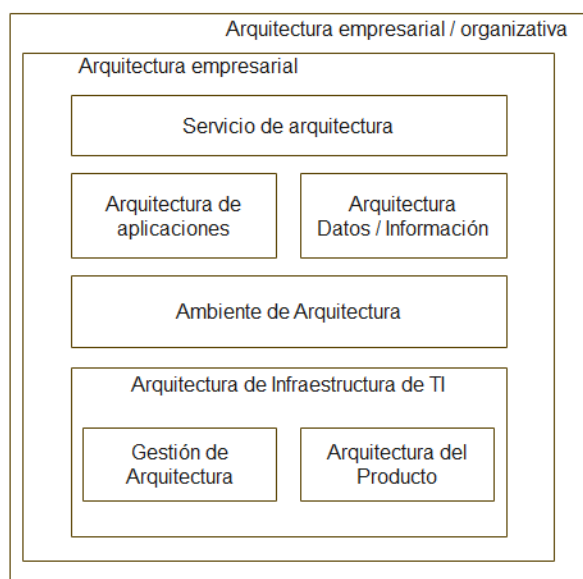 Arquitectura empresarial / organizativa
Arquitectura empresarial
Servicio de arquitectura
Arquitectura de
aplicaciones
Arquitectura
Datos / Información
Ambiente de Arquitectura
Arquitectura de Infraestructura de TI
Gestión de
Arquitectura
Arquitectura del
Producto